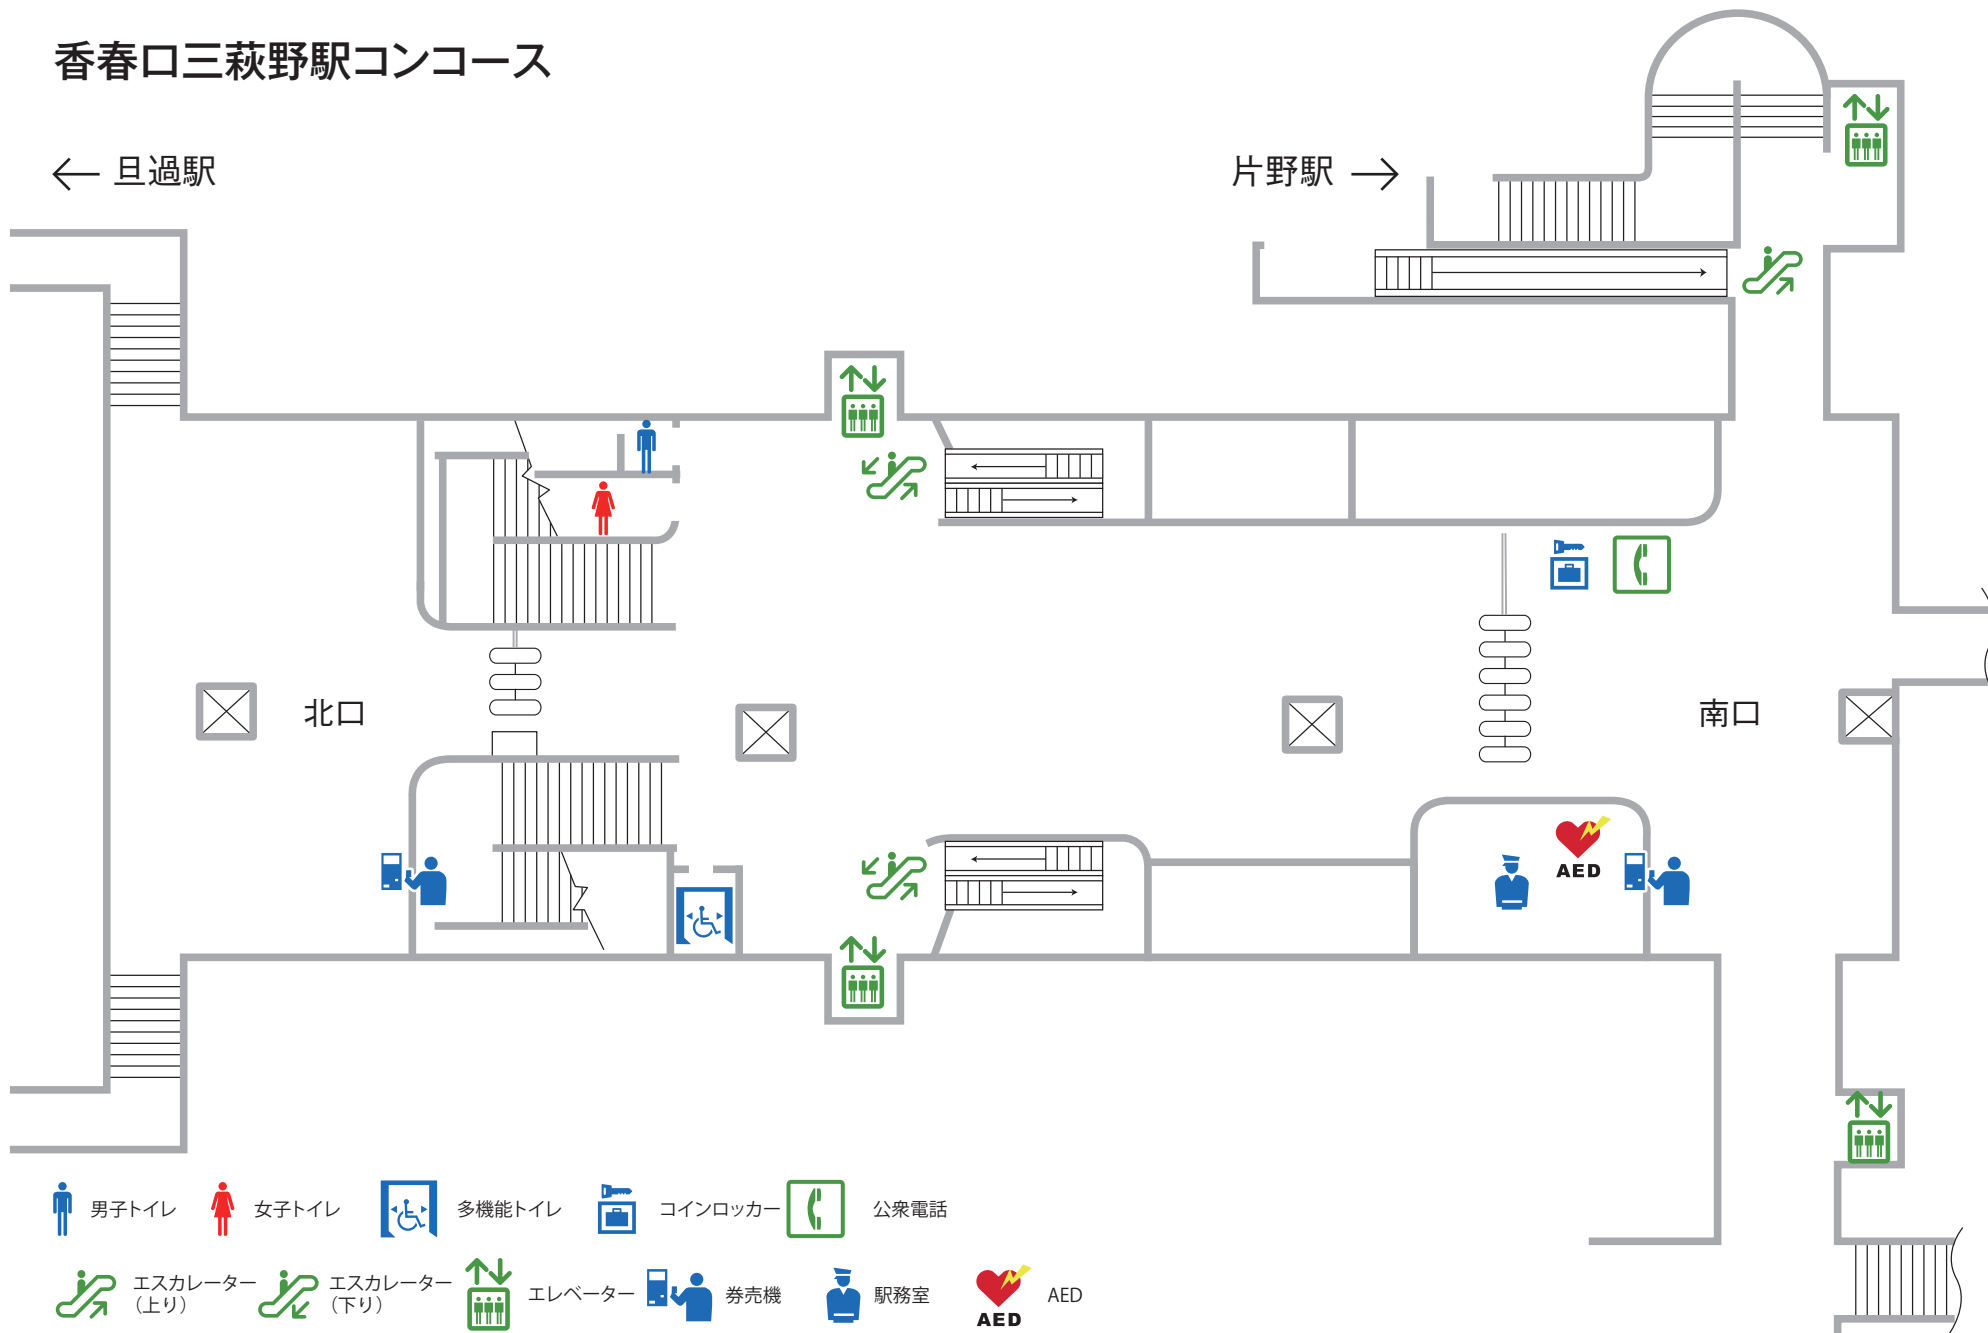 香春口三萩野駅コンコース
← 旦過駅
片野駅 →
北口
南口
AED
男子トイレ
女子トイレ
多機能トイレ
コインロッカー
公衆電話
エスカレーター
（上り）
エスカレーター
（下り）
エレベーター
券売機
駅務室
AED
AED